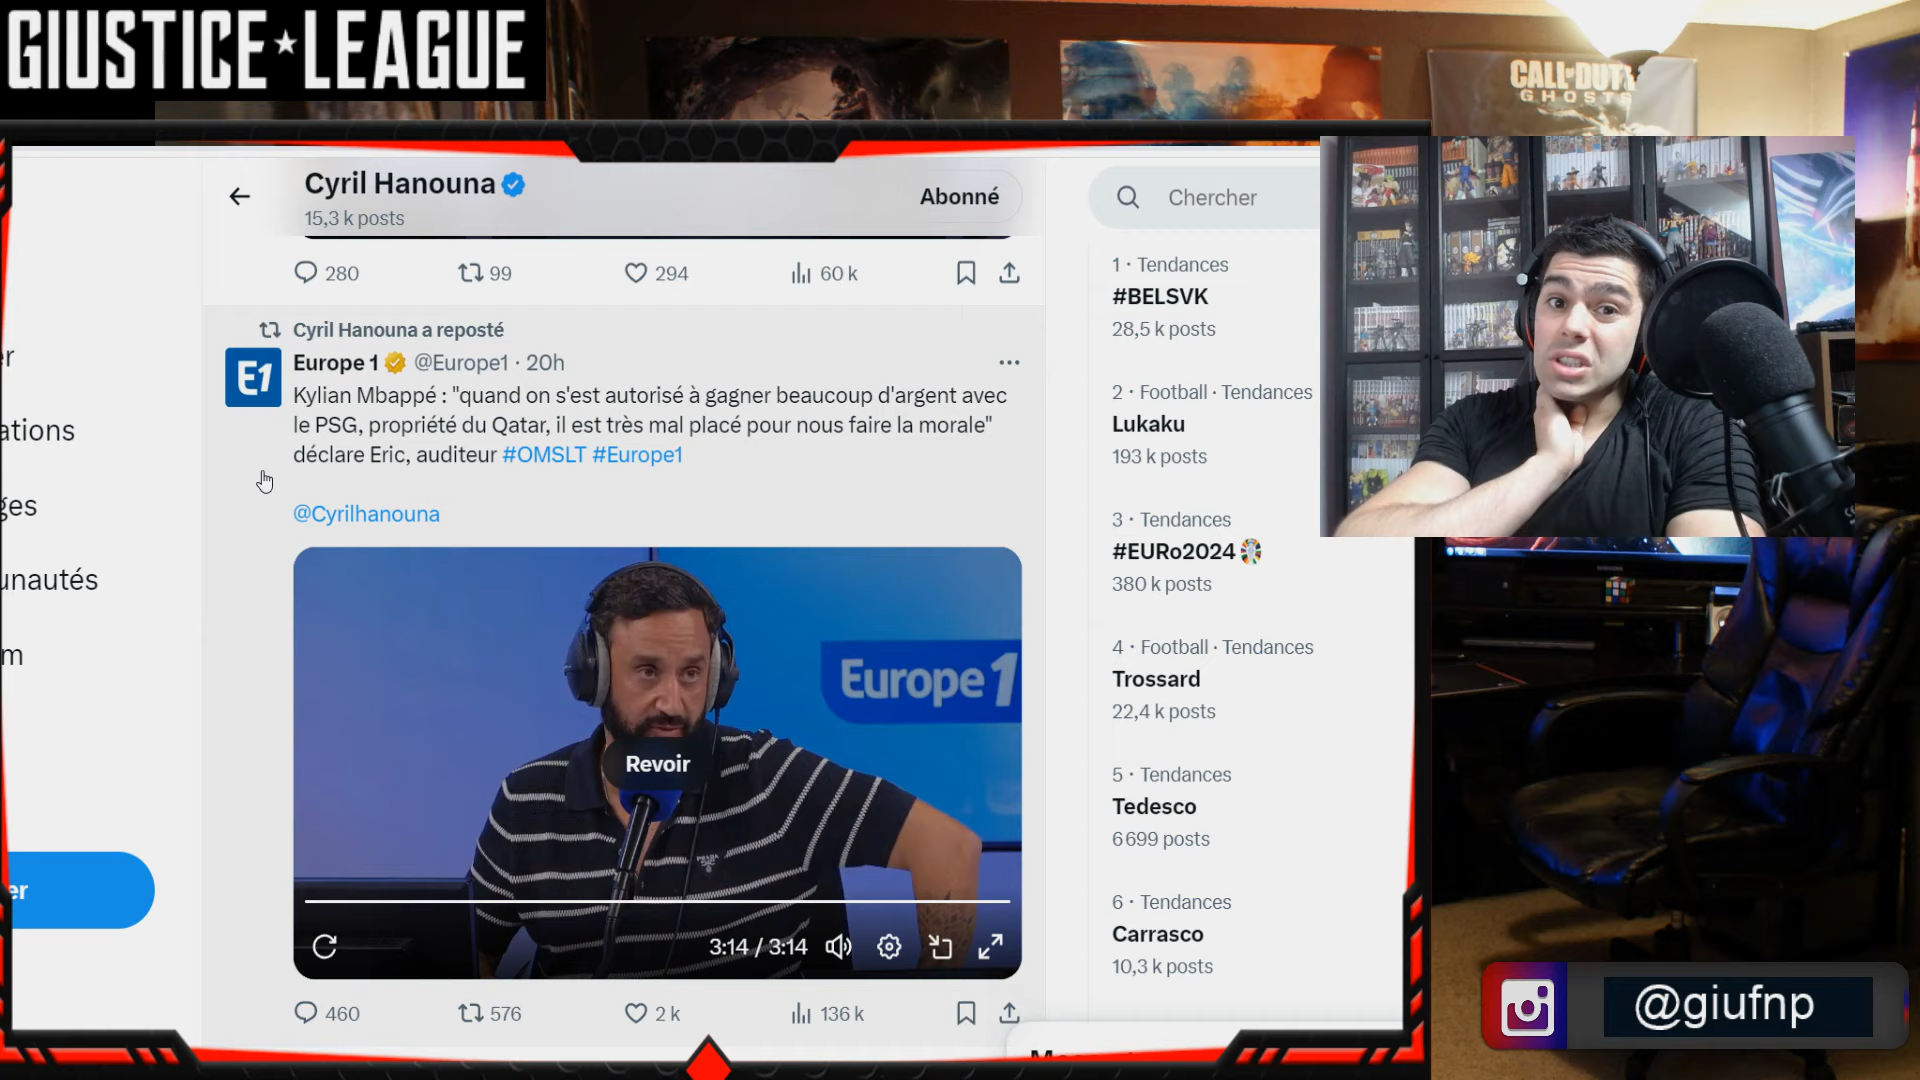 GIUSTICE★LEAGUE
CALL OF DUTY
GHOSTS
Cyril Hanouna
15,3 k posts
Abonné
Chercher
280
99
294
60 k
Cyril Hanouna a reposté
E1
Europe 1 @Europe1 · 20h
Kylian Mbappé : "quand on s'est autorisé à gagner beaucoup d'argent avec
le PSG, propriété du Qatar, il est très mal placé pour nous faire la morale"
déclare Eric, auditeur #OMSLT #Europe1
@Cyrilhanouna
Europe 1
Revoir
PRADA
3:14 / 3:14
460
576
2 k
136 k
er
ations
ges
unautés
m
er
1 · Tendances
#BELSVK
28,5 k posts
2 · Football · Tendances
Lukaku
193 k posts
3 · Tendances
#EURo2024
380 k posts
4 · Football · Tendances
Trossard
22,4 k posts
5 · Tendances
Tedesco
6 699 posts
6 · Tendances
Carrasco
10,3 k posts
@giufnp